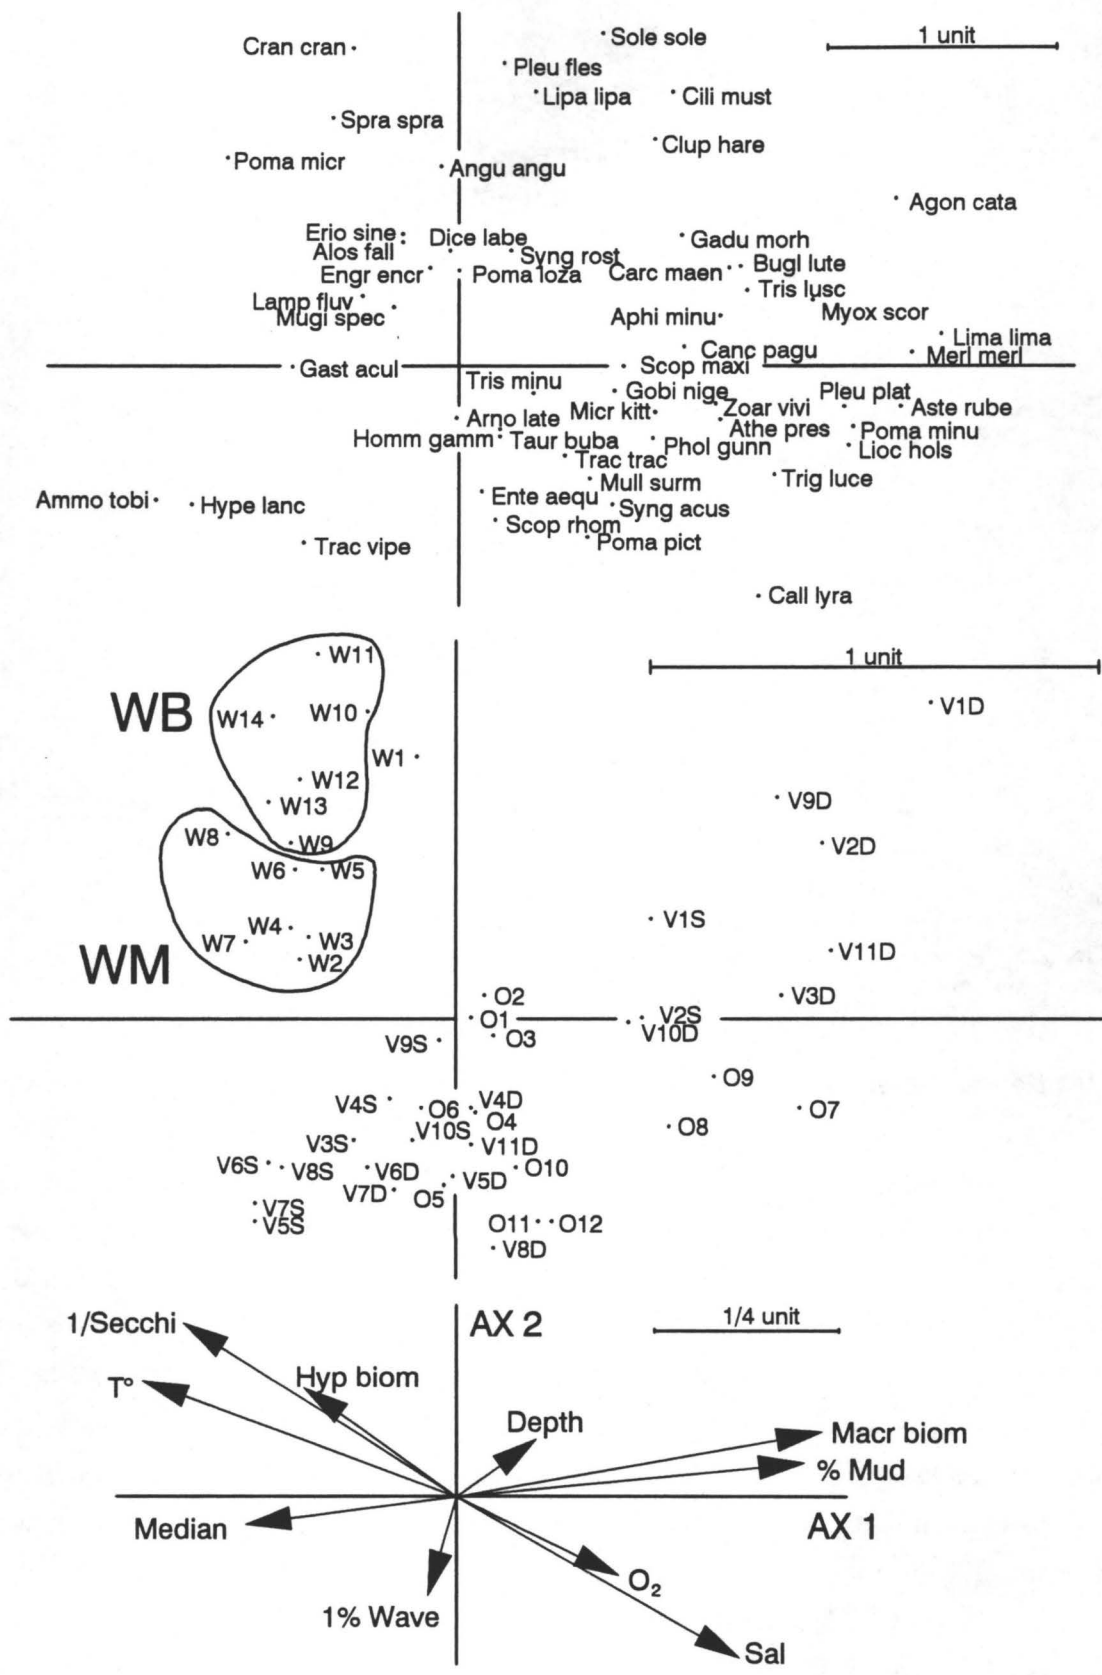 Cran cran
Sole sole
1 unit
Pleu fles
Lipa lipa
Cili must
Spra spra
Clup hare
Poma micr
Angu angu
Agon cata
Erio sine
Dice labe
Gadu morh
Alos fall
Syng rost
Bugl lute
Engr encr
Poma loza
Carc maen
Tris lusc
Lamp fluv
Myox scor
Mugi spec
Aphi minu
Lima lima
Canc pagu
Merl merl
Gast acul
Scop maxi
Tris minu
Gobi nige
Pleu plat
Arno late
Micr kitt
Zoar vivi
Aste rube
Homm gamm
Taur buba
Phol gunn
Athe pres
Poma minu
Trac trac
Lioc hols
Mull surm
Trig luce
Ammo tobi
Hype lanc
Ente aequ
Syng acus
Scop rhom
Trac vipe
Poma pict
Call lyra
W11
1 unit
WB
W14
W10
V1D
W1
W12
W13
V9D
W8
W9
V2D
W6
W5
V1S
W4
W7
W3
V11D
WM
W2
O2
V3D
O1
V2S
V9S
O3
V10D
O9
V4S
O6
V4D
O7
O4
O8
V10S
V3S
V11D
V6S
V8S
V6D
O10
V7D
O5
V5D
V7S
V5S
O11
O12
V8D
1/Secchi
AX 2
1/4 unit
T°
Hyp biom
Depth
Macr biom
% Mud
Median
AX 1
O₂
1% Wave
Sal